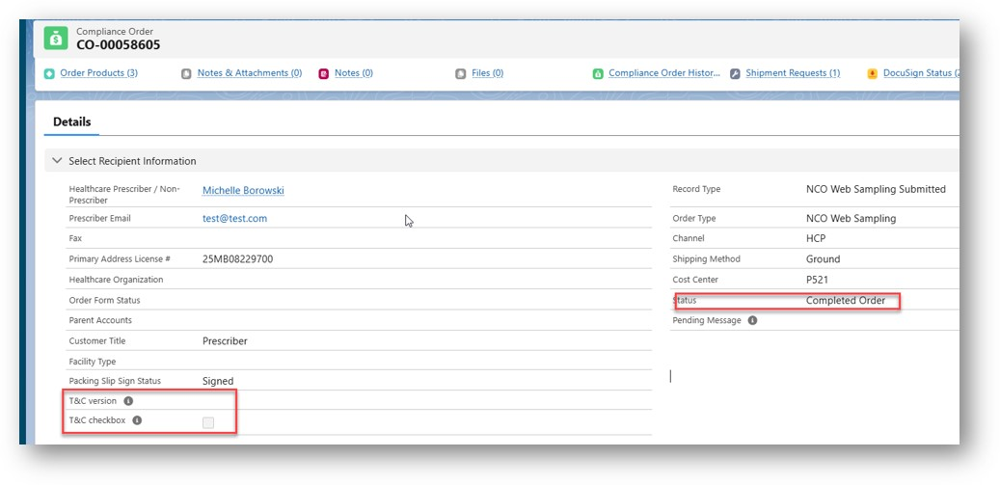 Compliance Order
CO-00058605
Order Products (3) Notes & Attachments (0) Notes (0) Files (0) Compliance Order Histor... Shipment Requests (1) DocuSign Status (
Details
Select Recipient Information
Healthcare Prescriber / Non-
Prescriber
Michelle Borowski
Record Type NCO Web Sampling Submitted
Prescriber Email test@test.com
Order Type NCO Web Sampling
Fax
Channel HCP
Primary Address License # 25MB08229700
Shipping Method Ground
Healthcare Organization
Cost Center P521
Order Form Status
Status Completed Order
Parent Accounts
Pending Message
Customer Title Prescriber
Facility Type
Packing Slip Sign Status Signed
T&C version
T&C checkbox